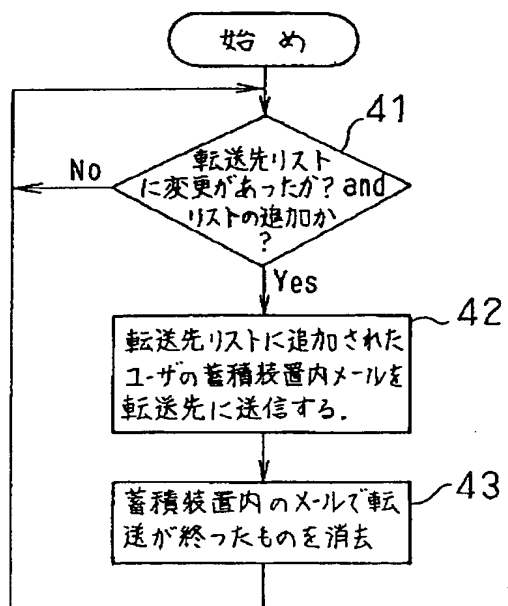 始め
41
転送先リスト
に変更があったか? and
リストの追加か
?
No
Yes
42
転送先リストに追加された
ユーザの蓄積装置内メールを
転送先に送信する.
43
蓄積装置内のメールで転
送が終ったものを消去